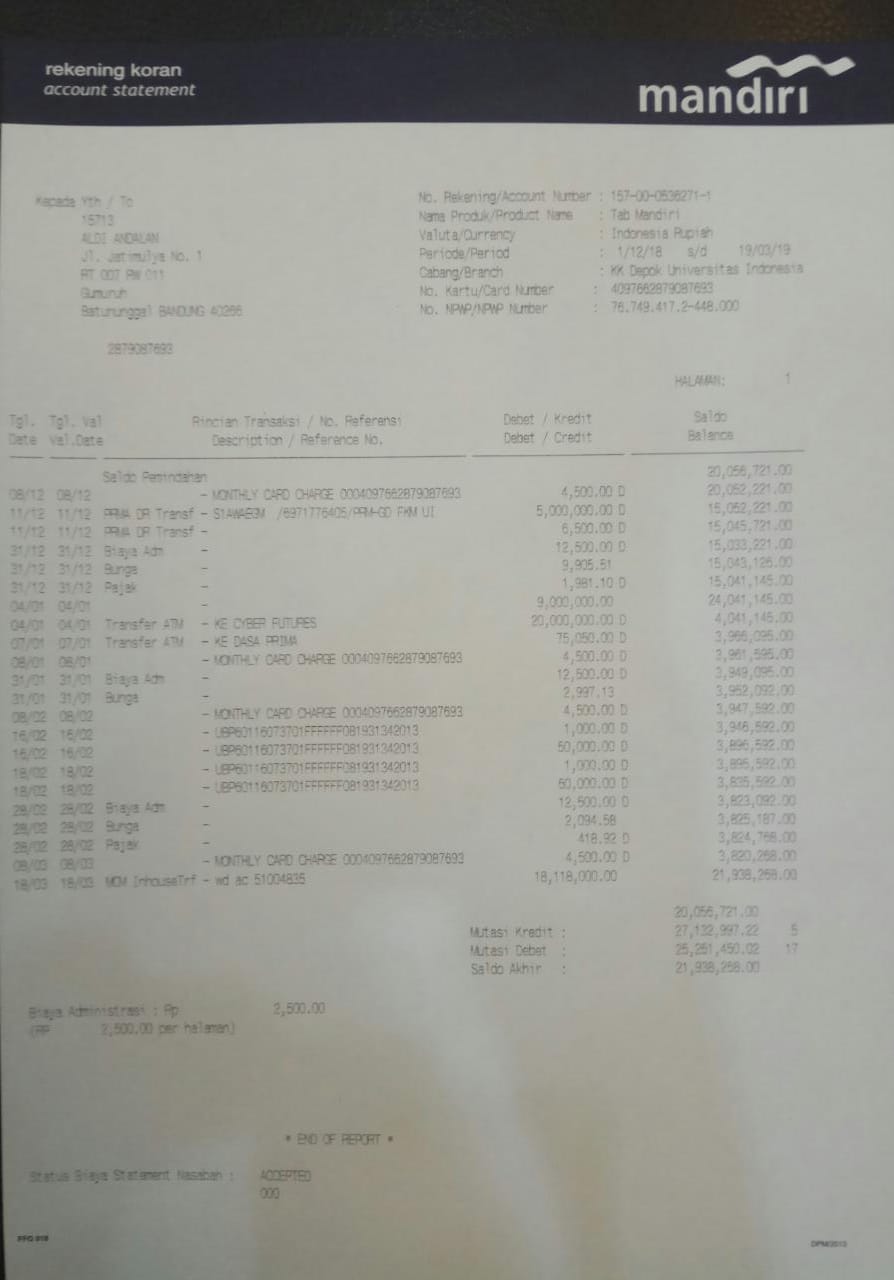 rekening koran
account statement
mandiri
Kepada Yth / To
15713
ALDI ANDALAN
Jl. Jatimulya No. 1
RT 007 RW 011
Gumuruh
Batununggal BANDUNG 40266
2879087693
No. Rekening/Account Number : 157-00-0536271-1
Nama Produk/Product Name : Tab Mandiri
Valuta/Currency : Indonesia Rupiah
Periode/Period : 1/12/18 s/d 19/03/19
Cabang/Branch : KK Depok Universitas Indonesia
No. Kartu/Card Number : 4097662879087693
No. NPWP/NPWP Number : 76.749.417.2-448.000
HALAMAN: 1
Tgl. Tgl. Val Rincian Transaksi / No. Referensi Debet / Kredit Saldo
Date Val.Date Description / Reference No. Debet / Credit Balance
Saldo Pemindahan 20,056,721.00
08/12 08/12 - MONTHLY CARD CHARGE 0004097662879087693 4,500.00 D 20,052,221.00
11/12 11/12 PRMA DR Transf - S1AWAEGM /6971776405/PRM-GD FKM UI 5,000,000.00 D 15,052,221.00
11/12 11/12 PRMA DR Transf - 6,500.00 D 15,045,721.00
31/12 31/12 Biaya Adm - 12,500.00 D 15,033,221.00
31/12 31/12 Bunga - 9,905.51 15,043,126.00
31/12 31/12 Pajak - 1,981.10 D 15,041,145.00
04/01 04/01 - 9,000,000.00 24,041,145.00
04/01 04/01 Transfer ATM - KE CYBER FUTURES 20,000,000.00 D 4,041,145.00
07/01 07/01 Transfer ATM - KE DASA PRIMA 75,050.00 D 3,966,095.00
08/01 08/01 - MONTHLY CARD CHARGE 0004097662879087693 4,500.00 D 3,961,595.00
31/01 31/01 Biaya Adm - 12,500.00 D 3,949,095.00
31/01 31/01 Bunga - 2,997.13 3,952,092.00
08/02 08/02 - MONTHLY CARD CHARGE 0004097662879087693 4,500.00 D 3,947,592.00
16/02 16/02 - UBP60116073701FFFFFF081931342013 1,000.00 D 3,946,592.00
16/02 16/02 - UBP60116073701FFFFFF081931342013 50,000.00 D 3,896,592.00
18/02 18/02 - UBP60116073701FFFFFF081931342013 1,000.00 D 3,895,592.00
18/02 18/02 - UBP60116073701FFFFFF081931342013 60,000.00 D 3,835,592.00
28/02 28/02 Biaya Adm - 12,500.00 D 3,823,092.00
28/02 28/02 Bunga - 2,094.58 3,825,187.00
28/02 28/02 Pajak - 418.92 D 3,824,768.00
08/03 08/03 - MONTHLY CARD CHARGE 0004097662879087693 4,500.00 D 3,820,268.00
18/03 18/03 MCM InhouseTrf - wd ac 51004835 18,118,000.00 21,938,268.00
20,056,721.00
Mutasi Kredit : 27,132,997.22 5
Mutasi Debet : 25,251,450.02 17
Saldo Akhir : 21,938,268.00
Biaya Administrasi : Rp 2,500.00
(RP 2,500.00 per halaman)
* END OF REPORT *
Status Biaya Statement Nasabah : ACCEPTED
000
DPM/2013